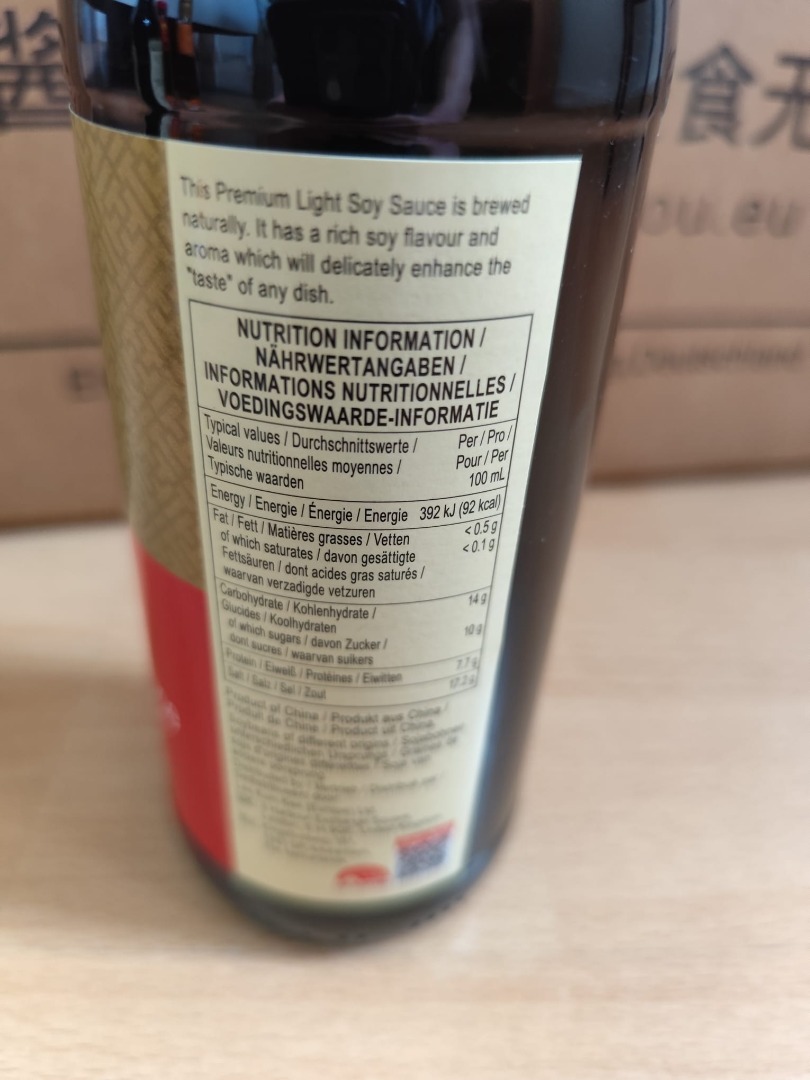 酱
食无
ou.eu
This Premium Light Soy Sauce is brewed
naturally. It has a rich soy flavour and
aroma which will delicately enhance the
"taste" of any dish.
NUTRITION INFORMATION /
NÄHRWERTANGABEN /
INFORMATIONS NUTRITIONNELLES /
VOEDINGSWAARDE-INFORMATIE
Typical values / Durchschnittswerte / Per / Pro /
Valeurs nutritionnelles moyennes / Pour / Per
Typische waarden 100 mL
Energy / Energie / Énergie / Energie 392 kJ (92 kcal)
Fat / Fett / Matières grasses / Vetten <0.5 g
of which saturates / davon gesättigte <0.1 g
Fettsäuren / dont acides gras saturés /
waarvan verzadigde vetzuren
Carbohydrate / Kohlenhydrate / 14 g
Glucides / Koolhydraten
of which sugars / davon Zucker / 10 g
dont sucres / waarvan suikers
Protein / Eiweiß / Protéines / Eiwitten 7.7 g
Salt / Salz / Sel / Zout
Product of China / Produkt aus China /
Produit de Chine / Product uit China